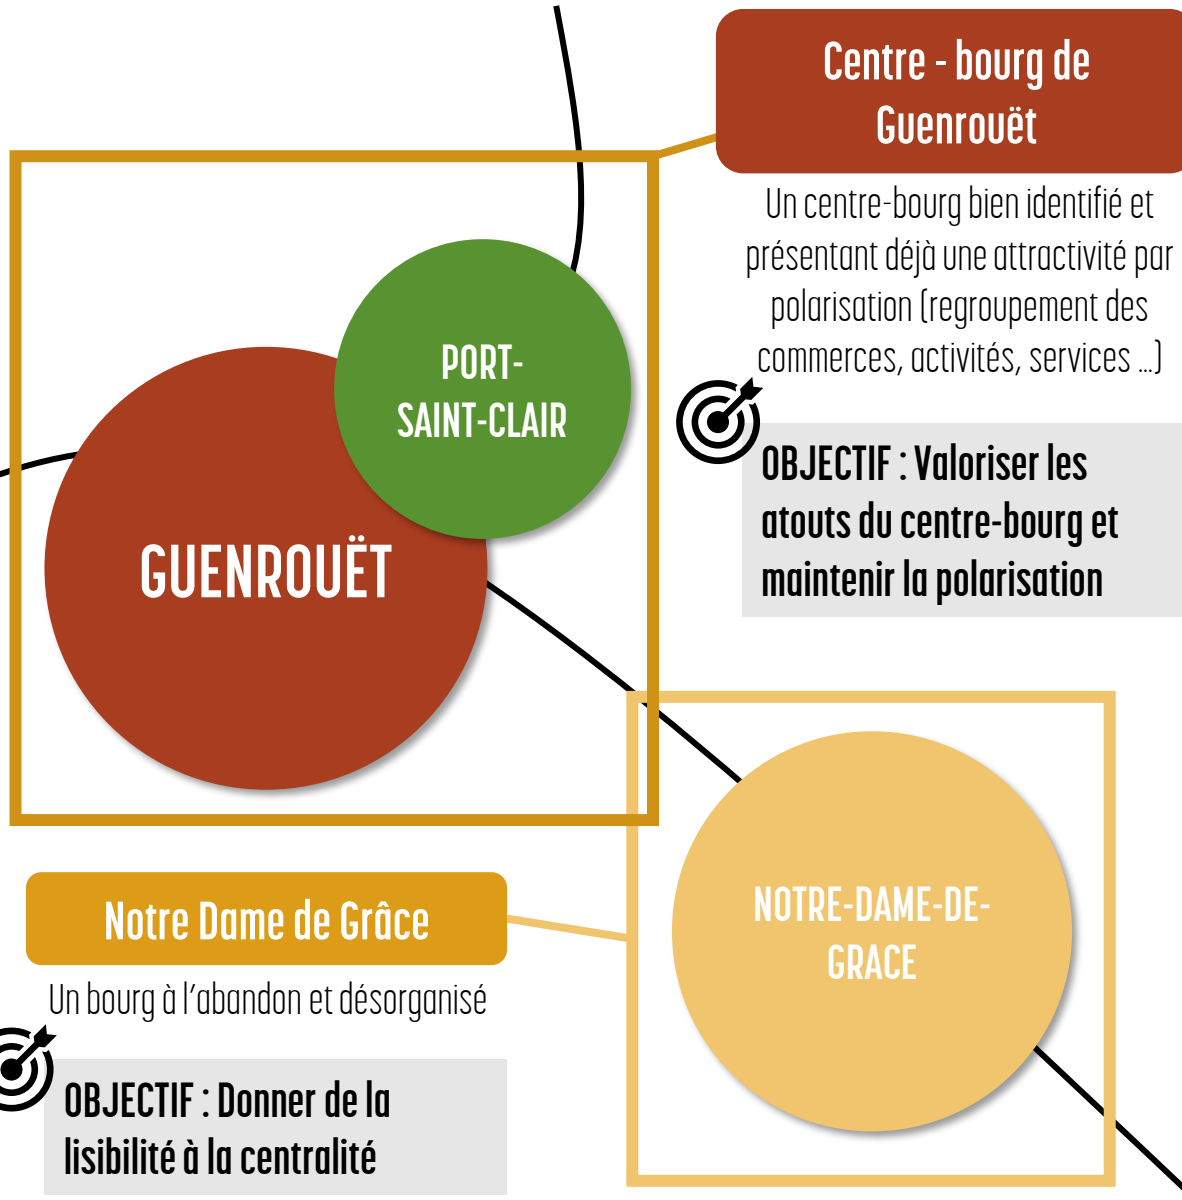 Centre - bourg de
Guenrouët
Un centre-bourg bien identifié et
présentant déjà une attractivité par
polarisation (regroupement des
commerces, activités, services ...)
OBJECTIF : Valoriser les
atouts du centre-bourg et
maintenir la polarisation
PORT-
SAINT-CLAIR
GUENROUËT
NOTRE-DAME-DE-
GRACE
Notre Dame de Grâce
Un bourg à l'abandon et désorganisé
OBJECTIF : Donner de la
lisibilité à la centralité